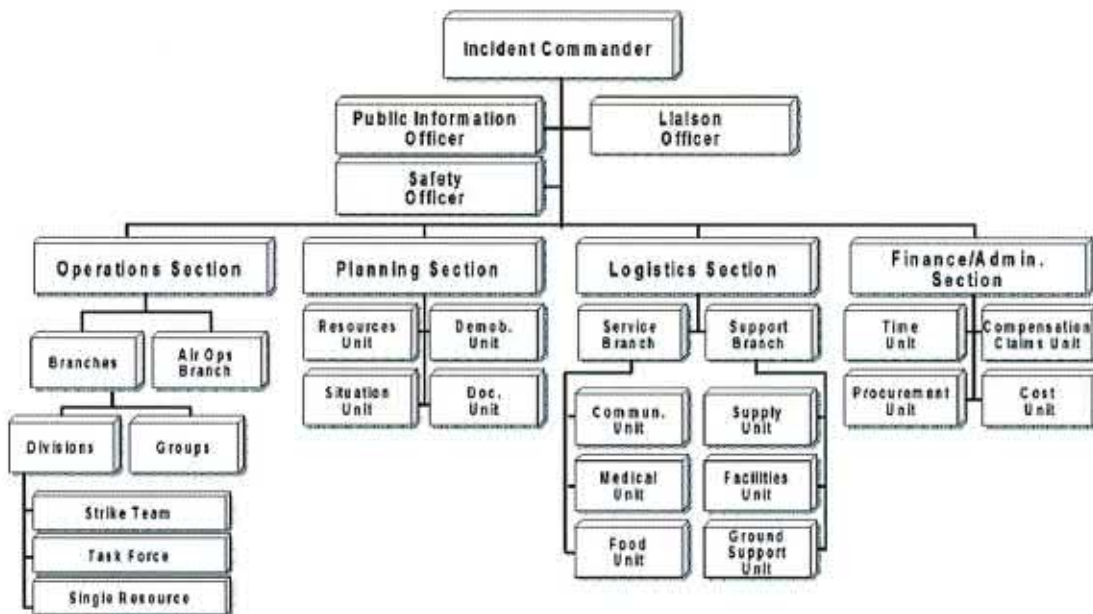 Incident Commander
Public Information
Officer
Liaison
Officer
Safety
Officer
Operations Section
Planning Section
Logistics Section
Finance/Admin.
Section
Resources
Unit
Demob.
Unit
Service
Branch
Support
Branch
Time
Unit
Compensation
Claims Unit
Branches
Air Ops
Branch
Situation
Unit
Doc.
Unit
Procurement
Unit
Cost
Unit
Commun.
Unit
Supply
Unit
Divisions
Groups
Medical
Unit
Facilities
Unit
Strike Team
Task Force
Food
Unit
Ground
Support
Unit
Single Resource